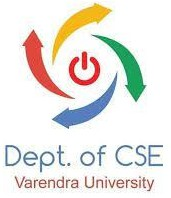 Dept. of CSE
Varendra University